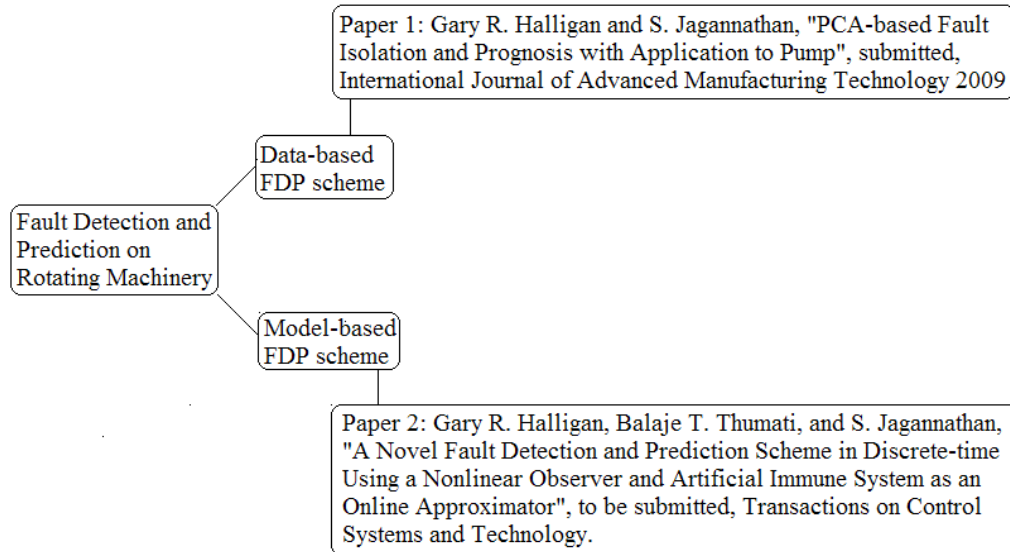 Paper 1: Gary R. Halligan and S. Jagannathan, "PCA-based Fault
Isolation and Prognosis with Application to Pump", submitted,
International Journal of Advanced Manufacturing Technology 2009
Data-based
FDP scheme
Fault Detection and
Prediction on
Rotating Machinery
Model-based
FDP scheme
Paper 2: Gary R. Halligan, Balaje T. Thumati, and S. Jagannathan,
"A Novel Fault Detection and Prediction Scheme in Discrete-time
Using a Nonlinear Observer and Artificial Immune System as an
Online Approximator", to be submitted, Transactions on Control
Systems and Technology.